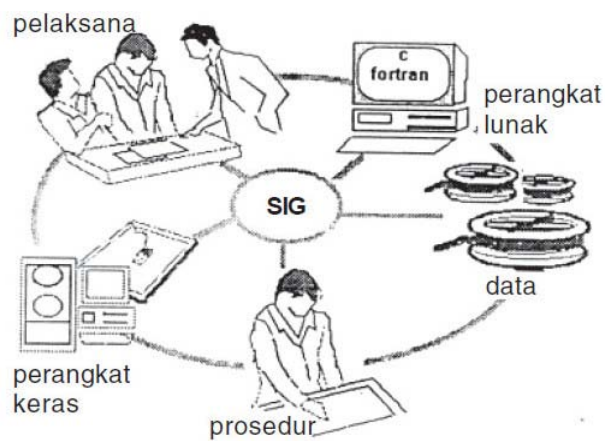 pelaksana
C
fortran
perangkat
lunak
SIG
data
perangkat
keras
prosedur